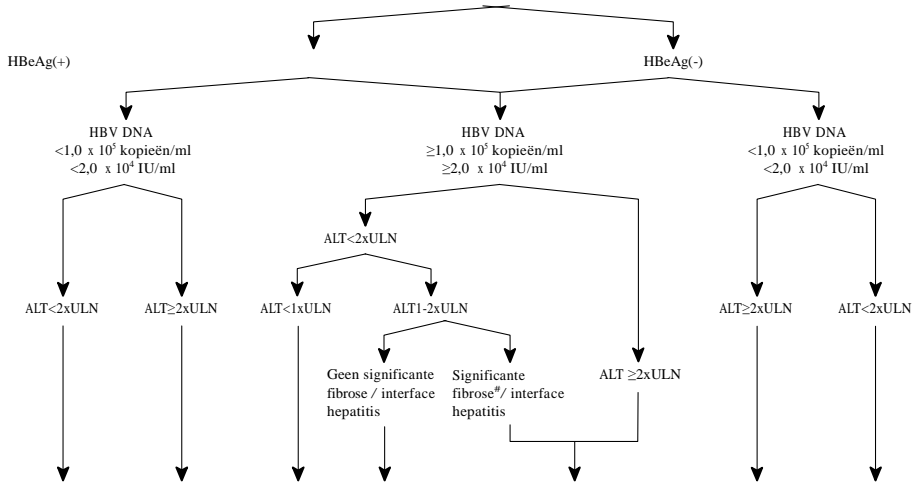 HBeAg(+)
HBeAg(-)
HBV DNA
<1,0 x 10⁵ kopieën/ml
<2,0 x 10⁴ IU/ml
HBV DNA
≥1,0 x 10⁵ kopieën/ml
≥2,0 x 10⁴ IU/ml
HBV DNA
<1,0 x 10⁵ kopieën/ml
<2,0 x 10⁴ IU/ml
ALT<2xULN
ALT<2xULN
ALT≥2xULN
ALT<1xULN
ALT1-2xULN
ALT≥2xULN
ALT<2xULN
Geen significante
fibrose / interface
hepatitis
Significante
fibrose#/ interface
hepatitis
ALT ≥2xULN